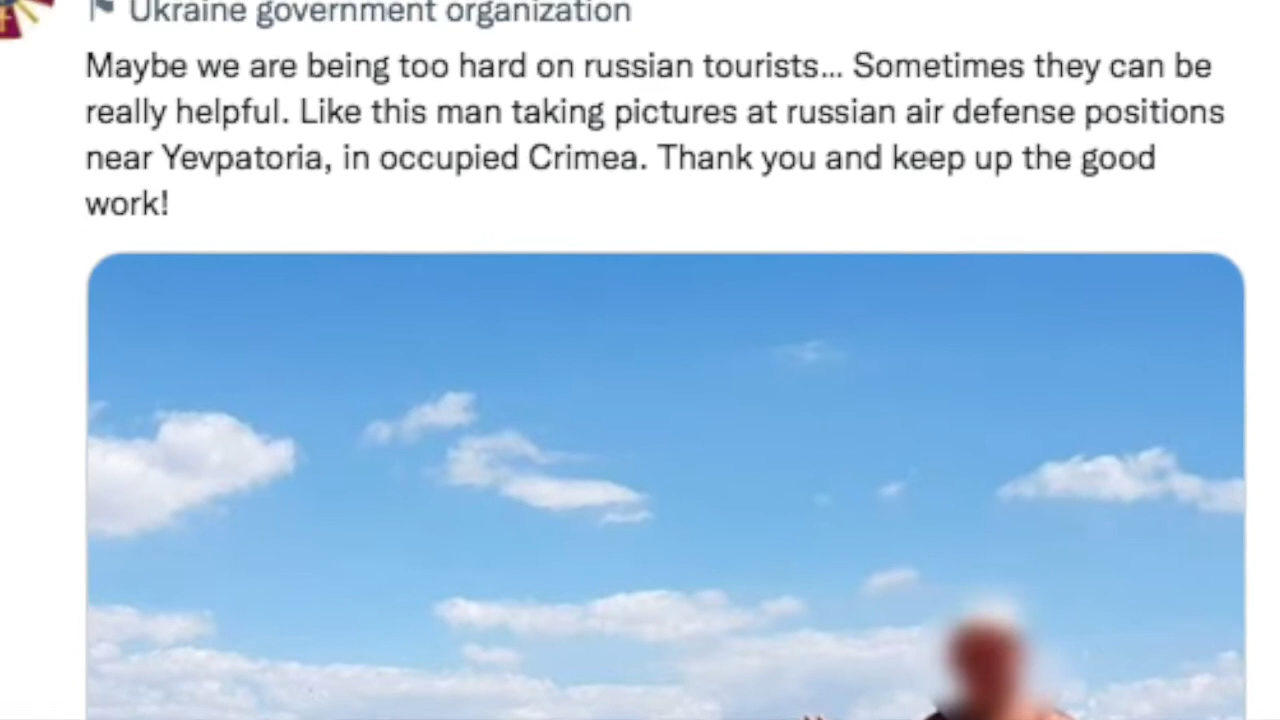 Ukraine government organization
Maybe we are being too hard on russian tourists... Sometimes they can be
really helpful. Like this man taking pictures at russian air defense positions
near Yevpatoria, in occupied Crimea. Thank you and keep up the good
work!